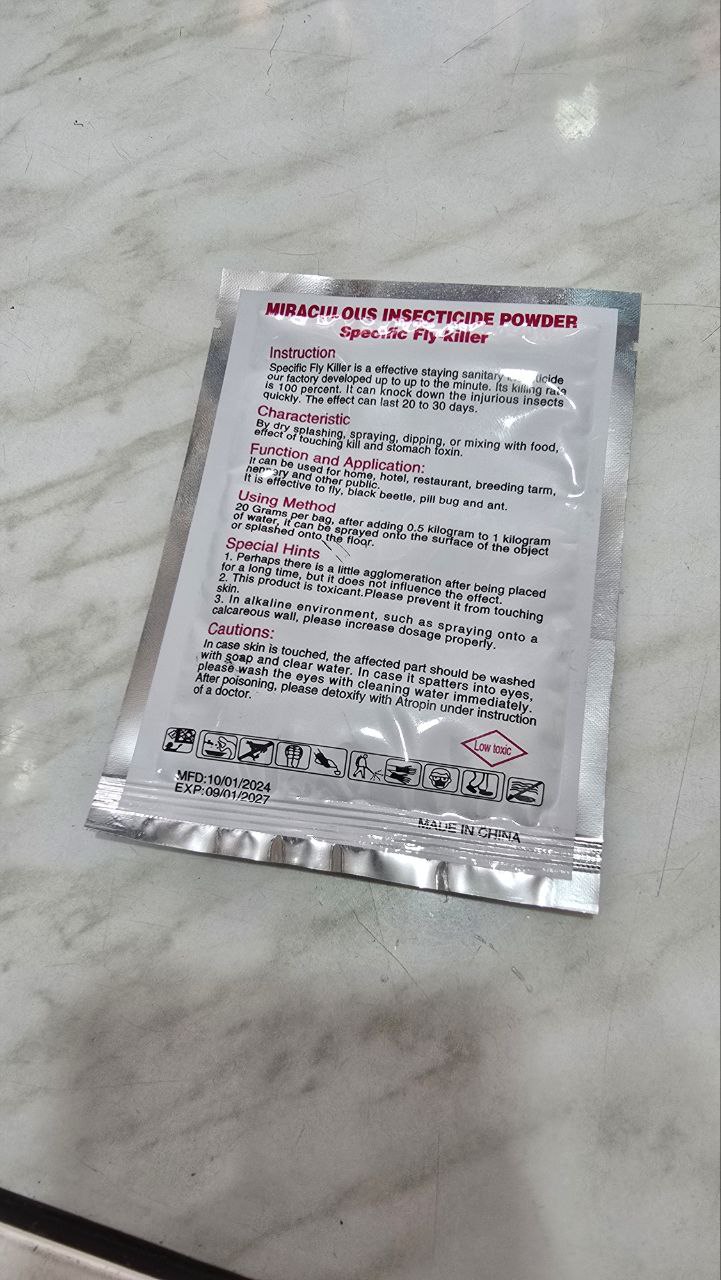 MIRACULOUS INSECTICIDE POWDER
Specific Fly Killer
Instruction
Specific Fly Killer is a effective staying sanitary
our factory developed up to up to the minute. Its killing rate
is 100 percent. It can knock down the injurious insects
quickly. The effect can last 20 to 30 days.
Characteristic
By dry splashing, spraying, dipping, or mixing with food,
effect of touching kill and stomach toxin.
Function and Application:
It can be used for home, hotel, restaurant, breeding tarm,
hennery and other public.
It is effective to fly, black beetle, pill bug and ant.
Using Method
20 Grams per bag, after adding 0.5 kilogram to 1 kilogram
of water, it can be sprayed onto the surface of the object
or splashed onto the floor.
Special Hints
1. Perhaps there is a little agglomeration after being placed
for a long time, but it does not influence the effect.
2. This product is toxicant.Please prevent it from touching
skin.
3. In alkaline environment, such as spraying onto a
calcareous wall, please increase dosage properly.
Cautions:
In case skin is touched, the affected part should be washed
with soap and clear water. In case it spatters into eyes,
please wash the eyes with cleaning water immediately.
After poisoning, please detoxify with Atropin under instruction
of a doctor.
Low toxic
MFD:10/01/2024
EXP:09/01/2027
MADE IN CHINA